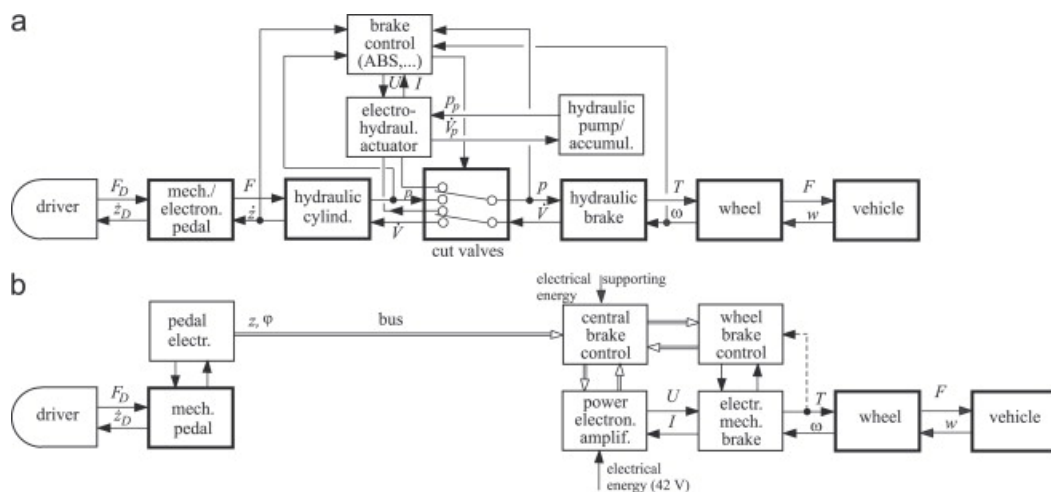 a
brake
control
(ABS,...)
U
I
electro-
hydraul.
actuator
p_p
V̇_p
hydraulic
pump/
accumul.
driver
F_D
ż_D
mech./
electron.
pedal
F
ż
hydraulic
cylind.
V̇
cut valves
p
V̇
hydraulic
brake
T
ω
wheel
F
w
vehicle
b
electrical supporting
energy
pedal
electr.
z, φ
bus
central
brake
control
wheel
brake
control
driver
F_D
ż_D
mech.
pedal
power
electron.
amplif.
U
I
electr.
mech.
brake
T
ω
wheel
F
w
vehicle
electrical
energy (42 V)